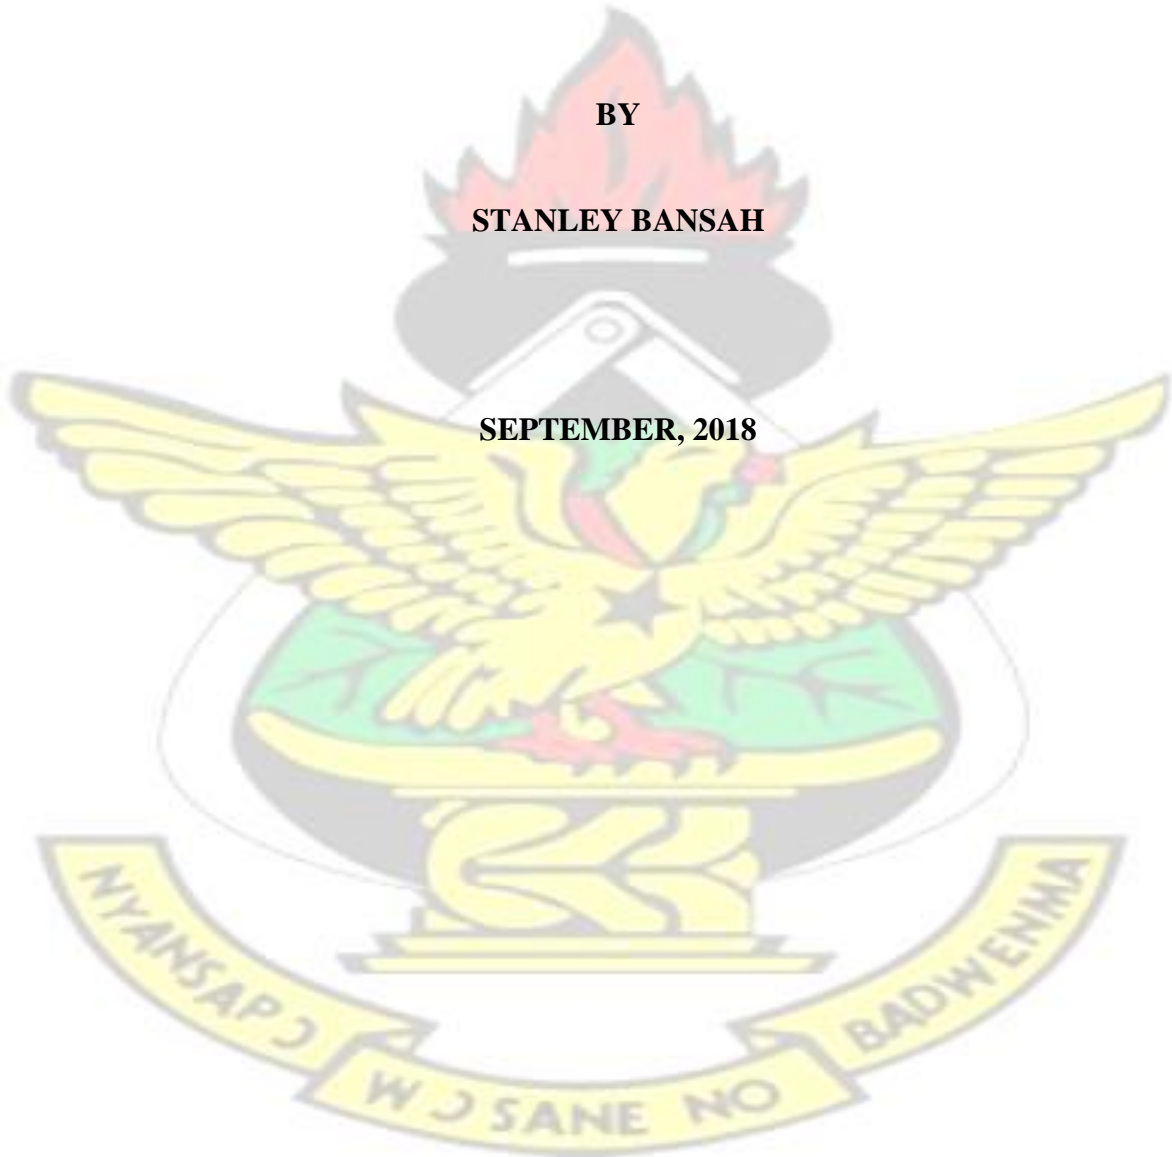 BY
STANLEY BANSAH
SEPTEMBER, 2018
NYANSAPƆ
WƆSANE NO
BADWENMA